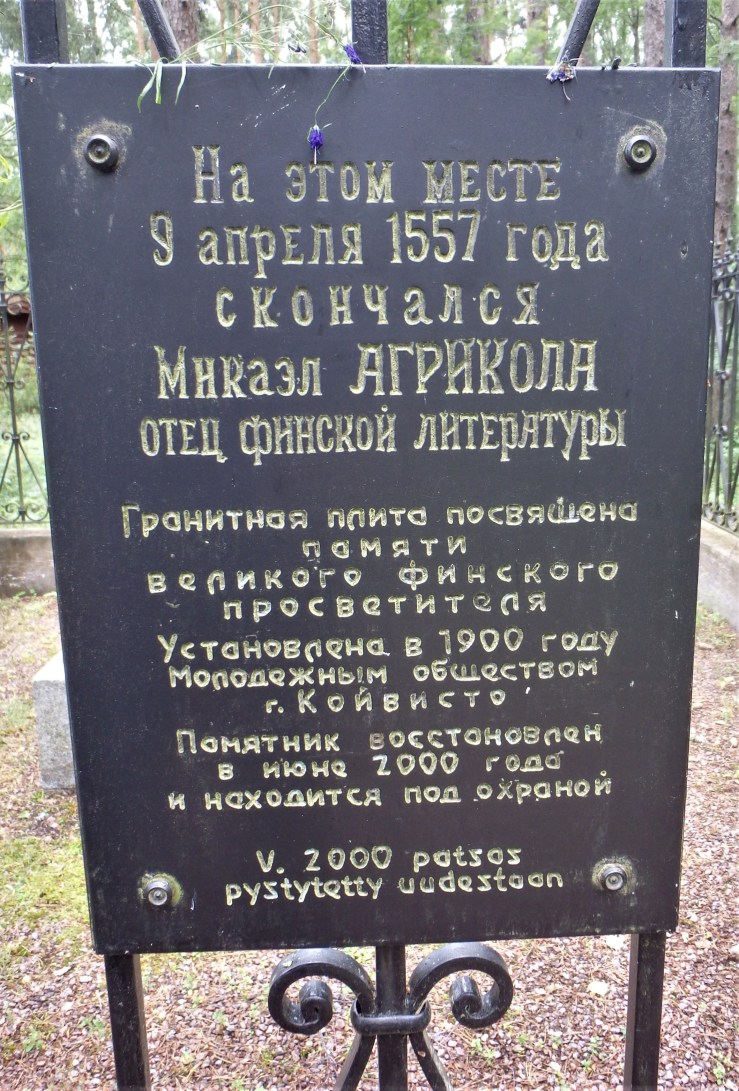 На этом месте
9 апреля 1557 года
скончался
Микаэл АГРИКОЛА
отец финской литературы
Гранитная плита посвящена
памяти
великого финского
просветителя
Установлена в 1900 году
молодежным обществом
г. Койвисто
Памятник восстановлен
в июне 2000 года
и находится под охраной
V. 2000 patsas
pystytetty uudestaan